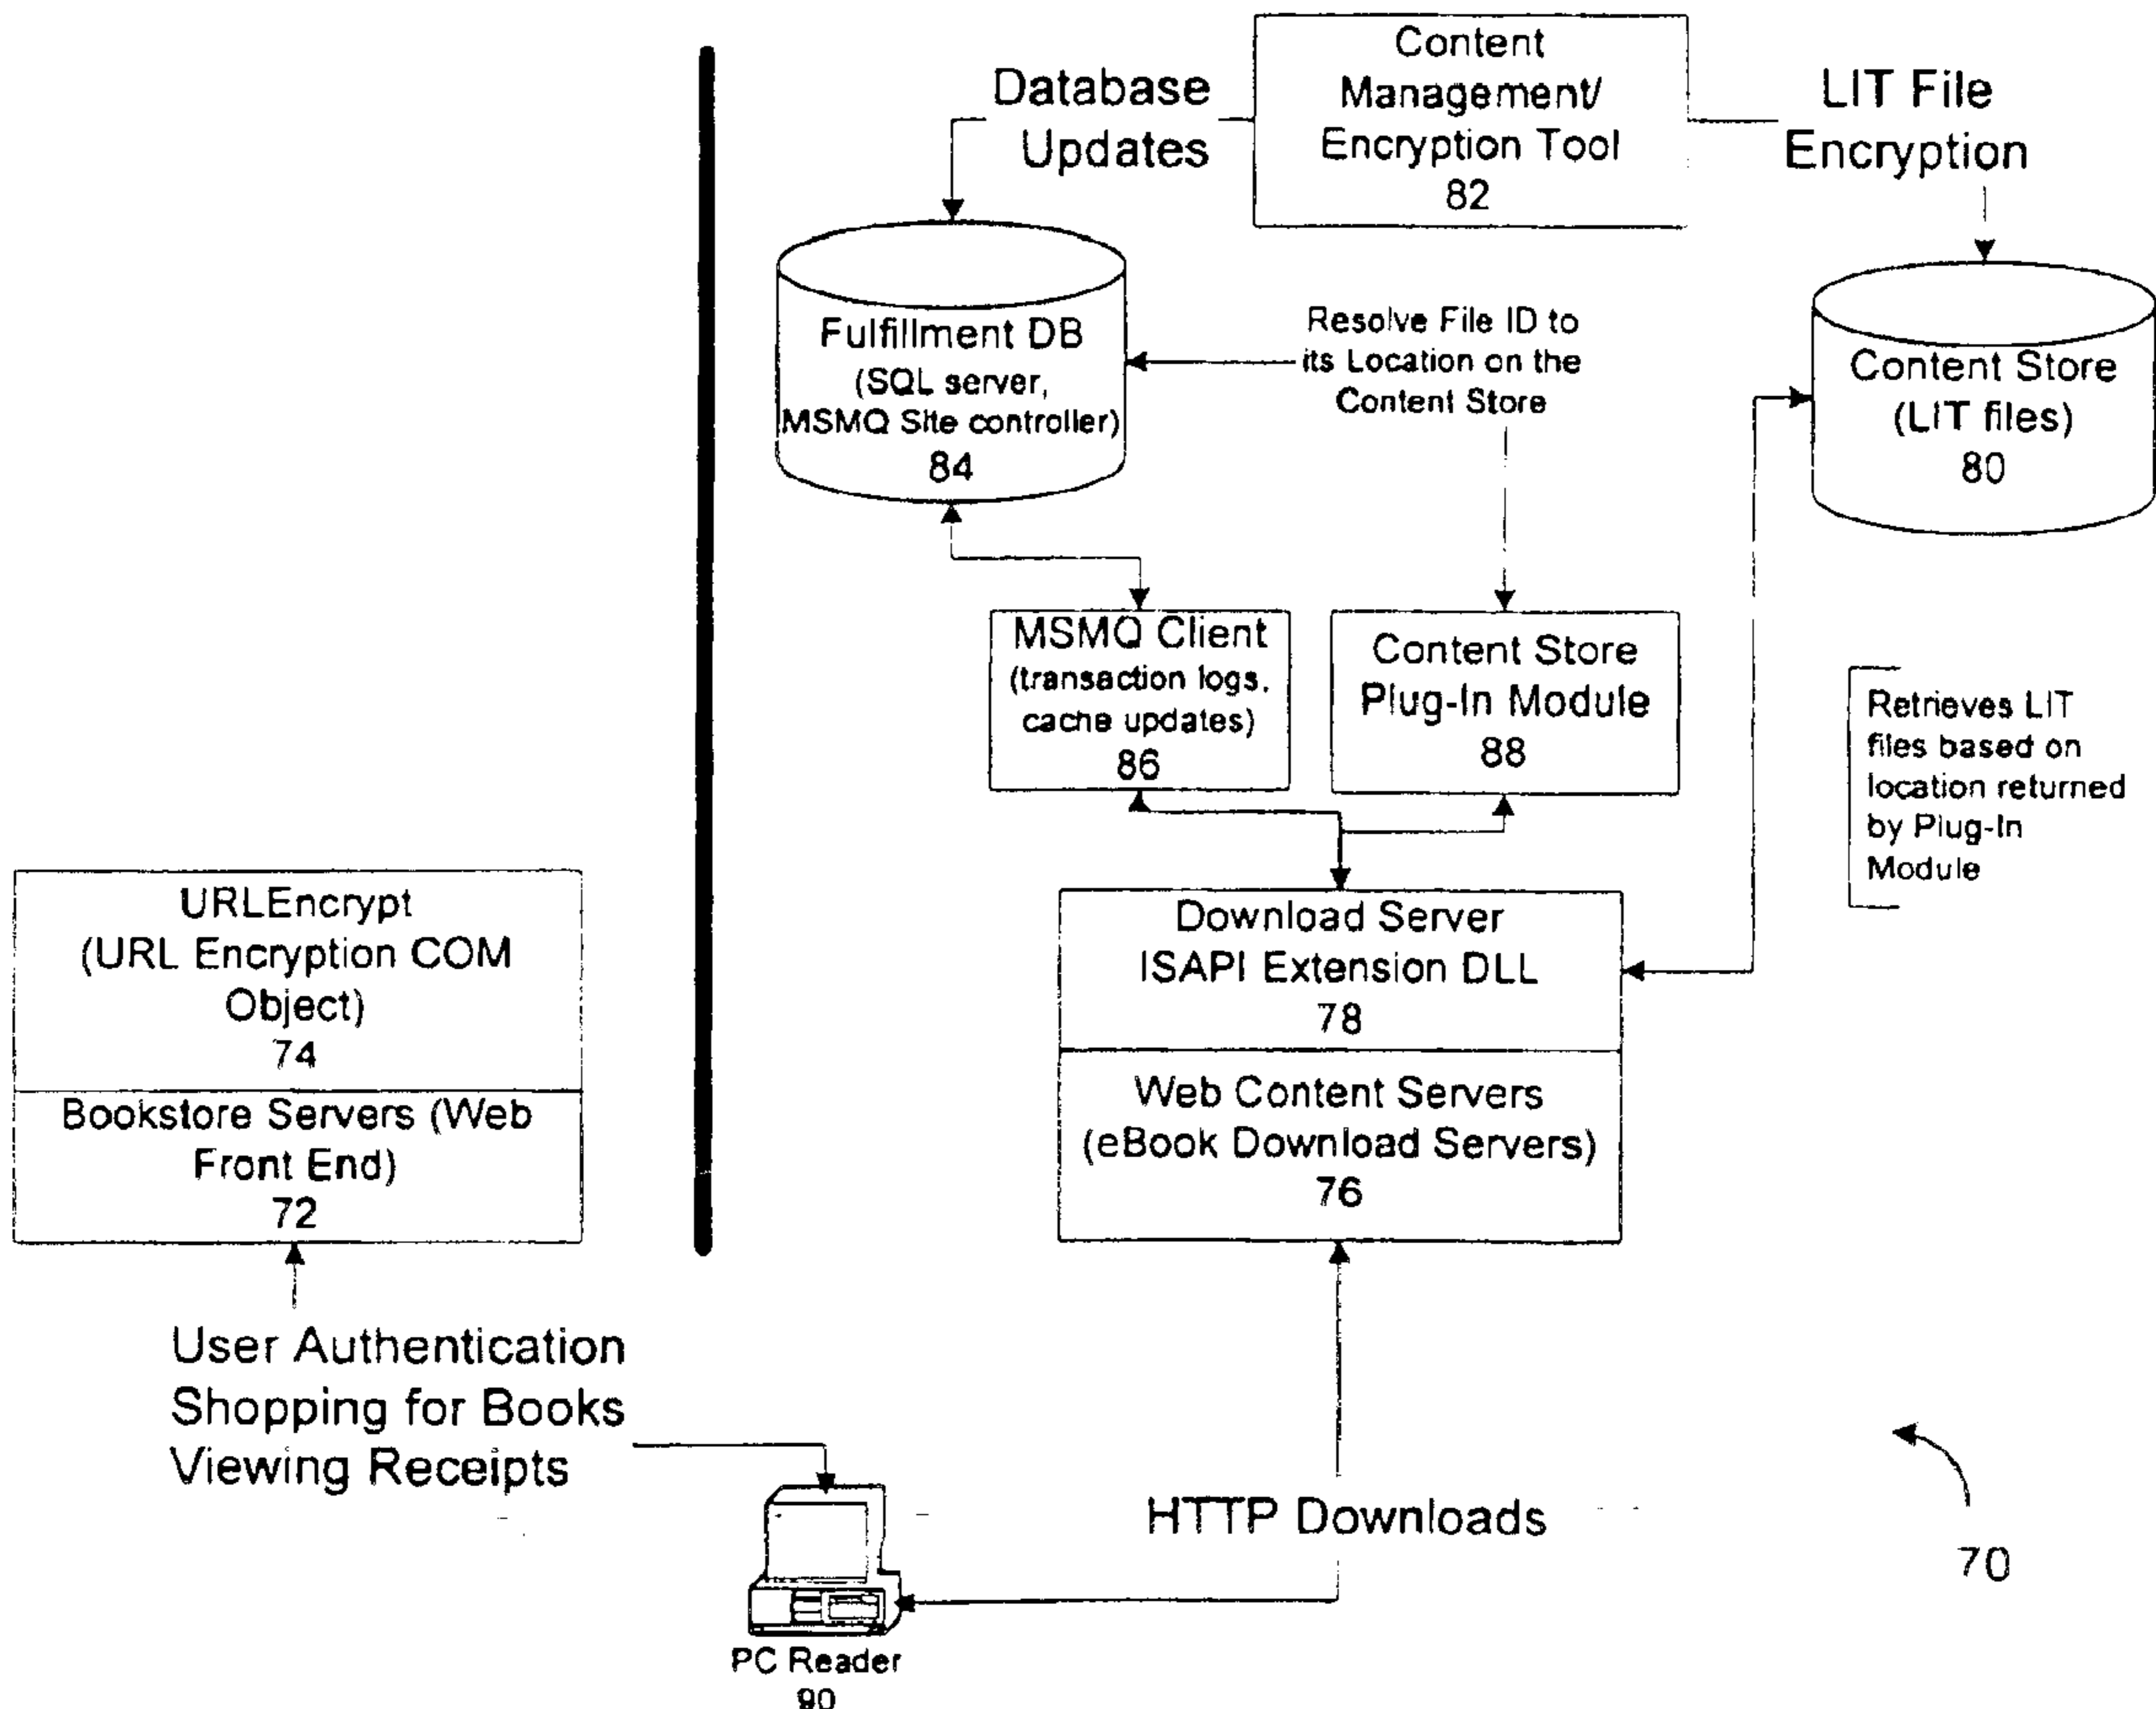 Content
Management/
Encryption Tool
82
Database
Updates
LIT File
Encryption
Fulfillment DB
(SQL server,
MSMQ Site controller)
84
Resolve File ID to
its Location on the
Content Store
Content Store
(LIT files)
80
MSMQ Client
(transaction logs,
cache updates)
86
Content Store
Plug-In Module
88
Retrieves LIT
files based on
location returned
by Plug-In
Module
URLEncrypt
(URL Encryption COM
Object)
74
Bookstore Servers (Web
Front End)
72
Download Server
ISAPI Extension DLL
78
Web Content Servers
(eBook Download Servers)
76
User Authentication
Shopping for Books
Viewing Receipts
HTTP Downloads
70
PC Reader
90